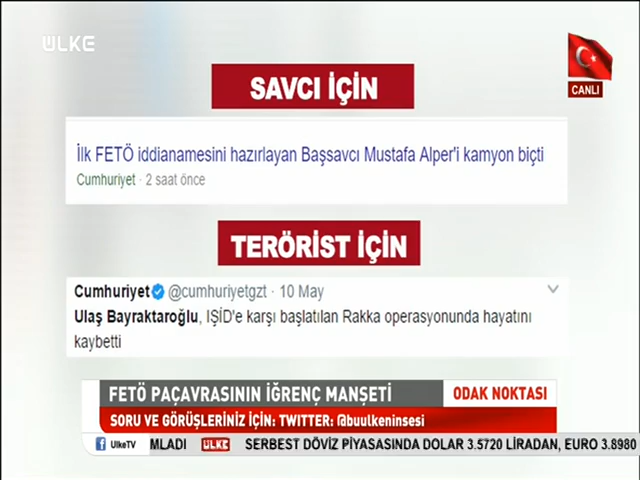 ÜLKE
CANLI
SAVCI İÇİN
İlk FETÖ iddianamesini hazırlayan Başsavcı Mustafa Alper'i kamyon biçti
Cumhuriyet · 2 saat önce
TERÖRİST İÇİN
Cumhuriyet @cumhuriyetgzt · 10 May
Ulaş Bayraktaroğlu, IŞİD'e karşı başlatılan Rakka operasyonunda hayatını
kaybetti
FETÖ PAÇAVRASININ İĞRENÇ MANŞETİ
ODAK NOKTASI
SORU VE GÖRÜŞLERİNİZ İÇİN: TWITTER: @buulkeninsesi
f UlkeTV MLADI ÜLKE SERBEST DÖVİZ PİYASASINDA DOLAR 3.5720 LİRADAN, EURO 3.8980